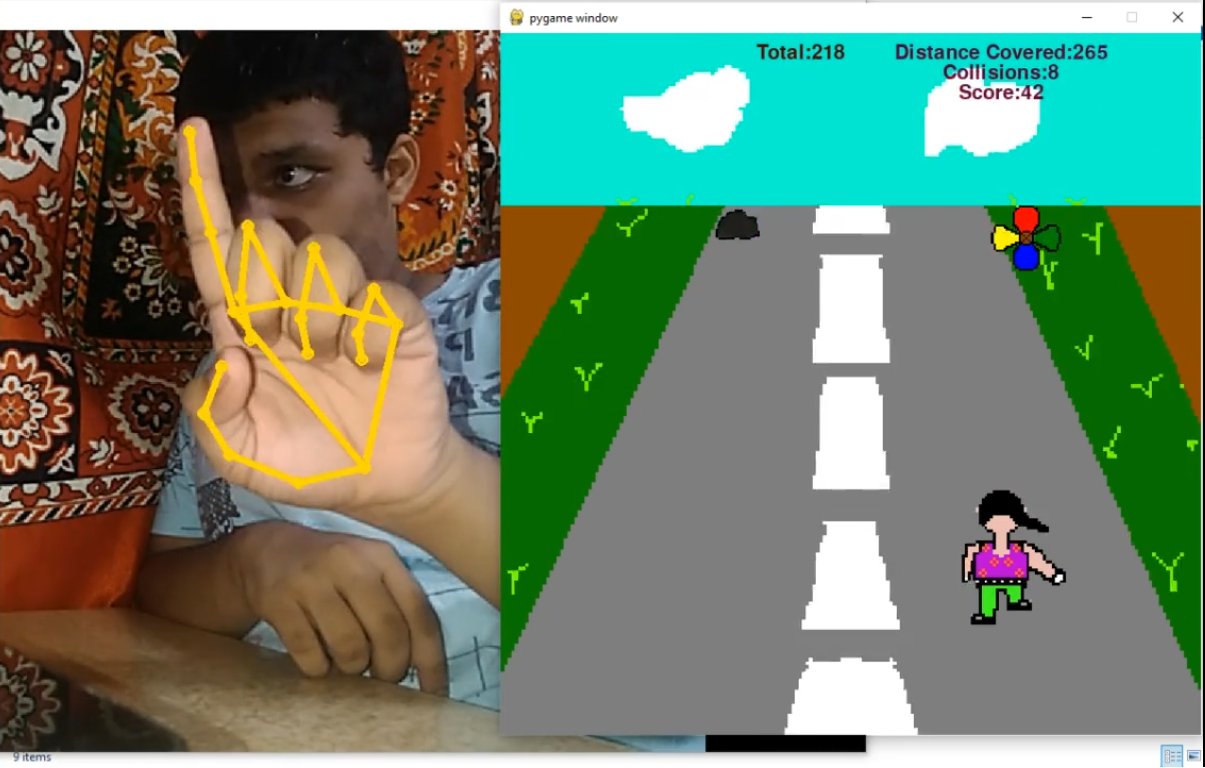 pygame window
Total:218
Distance Covered:265
Collisions:8
Score:42
9 items